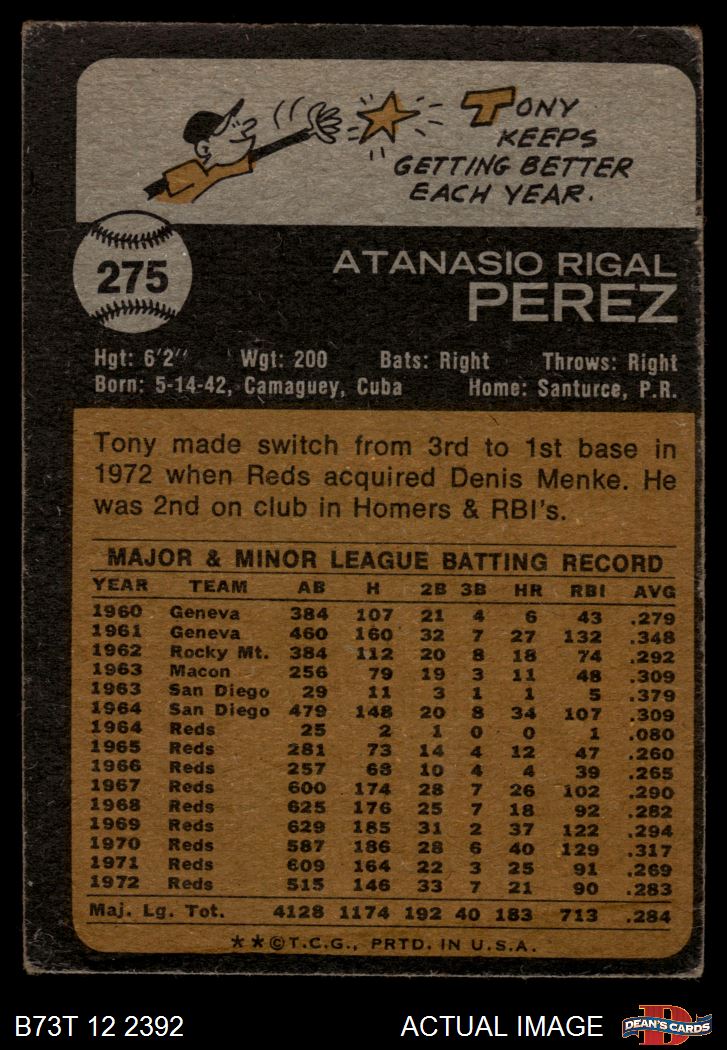 TONY
KEEPS
GETTING BETTER
EACH YEAR.
275
ATANASIO RIGAL
PEREZ
Hgt: 6'2" Wgt: 200 Bats: Right Throws: Right
Born: 5-14-42, Camaguey, Cuba Home: Santurce, P.R.
Tony made switch from 3rd to 1st base in
1972 when Reds acquired Denis Menke. He
was 2nd on club in Homers & RBI's.
MAJOR & MINOR LEAGUE BATTING RECORD
YEAR TEAM AB H 2B 3B HR RBI AVG
1960 Geneva 384 107 21 4 6 43 .279
1961 Geneva 460 160 32 7 27 132 .348
1962 Rocky Mt. 384 112 20 8 18 74 .292
1963 Macon 256 79 19 3 11 48 .309
1963 San Diego 29 11 3 1 1 5 .379
1964 San Diego 479 148 20 8 34 107 .309
1964 Reds 25 2 1 0 0 1 .080
1965 Reds 281 73 14 4 12 47 .260
1966 Reds 257 68 10 4 4 39 .265
1967 Reds 600 174 28 7 26 102 .290
1968 Reds 625 176 25 7 18 92 .282
1969 Reds 629 185 31 2 37 122 .294
1970 Reds 587 186 28 6 40 129 .317
1971 Reds 609 164 22 3 25 91 .269
1972 Reds 515 146 33 7 21 90 .283
Maj. Lg. Tot. 4128 1174 192 40 183 713 .284
**©T.C.G., PRTD. IN U.S.A.
B73T 12 2392 ACTUAL IMAGE
D
DEAN'S CARDS